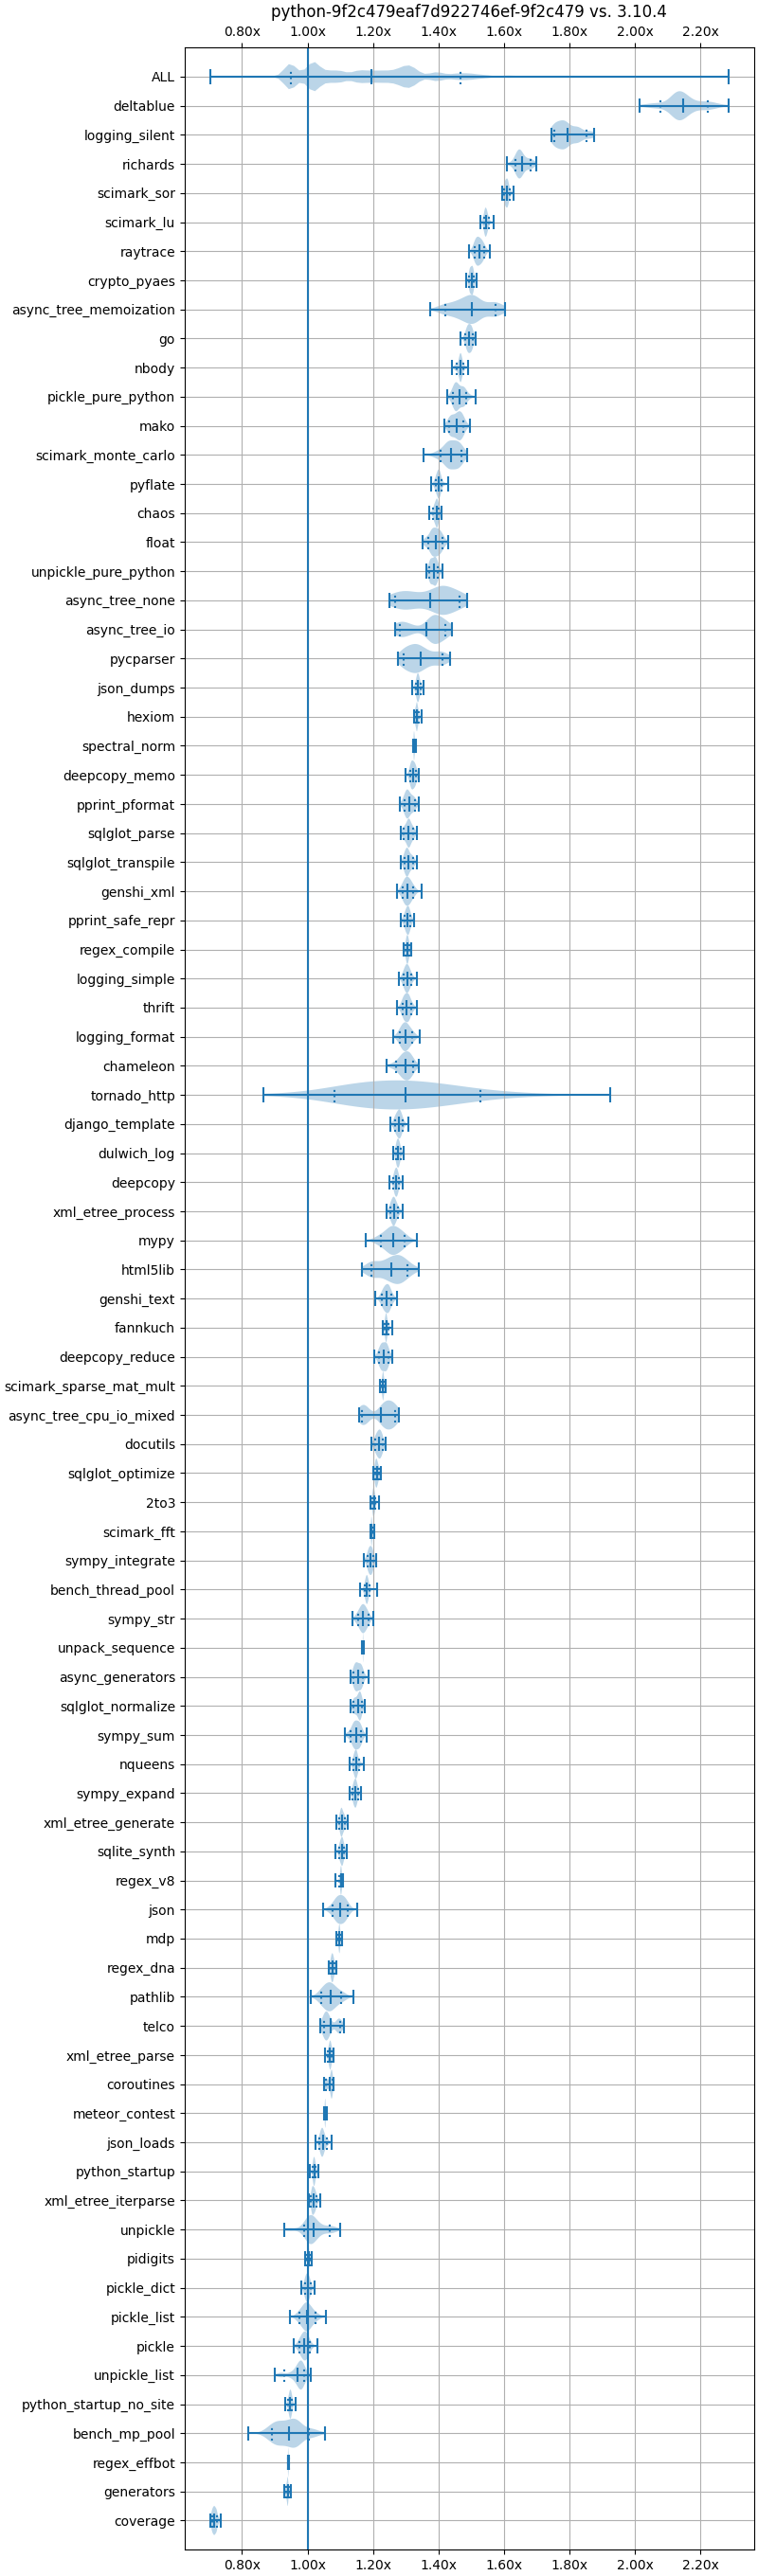 python-9f2c479eaf7d922746ef-9f2c479 vs. 3.10.4
0.80x 1.00x 1.20x 1.40x 1.60x 1.80x 2.00x 2.20x
ALL
deltablue
logging_silent
richards
scimark_sor
scimark_lu
raytrace
crypto_pyaes
async_tree_memoization
go
nbody
pickle_pure_python
mako
scimark_monte_carlo
pyflate
chaos
float
unpickle_pure_python
async_tree_none
async_tree_io
pycparser
json_dumps
hexiom
spectral_norm
deepcopy_memo
pprint_pformat
sqlglot_parse
sqlglot_transpile
genshi_xml
pprint_safe_repr
regex_compile
logging_simple
thrift
logging_format
chameleon
tornado_http
django_template
dulwich_log
deepcopy
xml_etree_process
mypy
html5lib
genshi_text
fannkuch
deepcopy_reduce
scimark_sparse_mat_mult
async_tree_cpu_io_mixed
docutils
sqlglot_optimize
2to3
scimark_fft
sympy_integrate
bench_thread_pool
sympy_str
unpack_sequence
async_generators
sqlglot_normalize
sympy_sum
nqueens
sympy_expand
xml_etree_generate
sqlite_synth
regex_v8
json
mdp
regex_dna
pathlib
telco
xml_etree_parse
coroutines
meteor_contest
json_loads
python_startup
xml_etree_iterparse
unpickle
pidigits
pickle_dict
pickle_list
pickle
unpickle_list
python_startup_no_site
bench_mp_pool
regex_effbot
generators
coverage
0.80x 1.00x 1.20x 1.40x 1.60x 1.80x 2.00x 2.20x